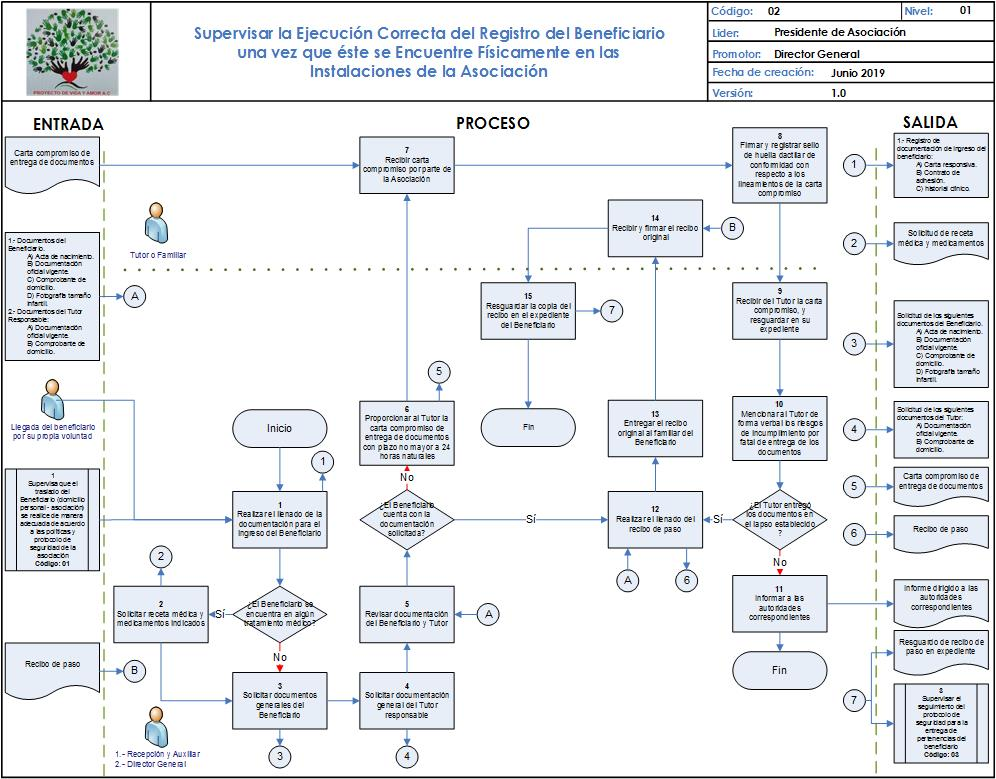 PROYECTO DE VIDA Y AMOR A.C
Supervisar la Ejecución Correcta del Registro del Beneficiario
una vez que éste se Encuentre Físicamente en las
Instalaciones de la Asociación
Código: 02
Nivel: 01
Líder: Presidente de Asociación
Promotor: Director General
Fecha de creación: Junio 2019
Versión: 1.0
ENTRADA
PROCESO
SALIDA
Carta compromiso de
entrega de documentos
1.- Documentos del
Beneficiario.
A) Acta de nacimiento.
B) Documentación
oficial vigente.
C) Comprobante de
domicilio.
D) Fotografía tamaño
infantil.
2.- Documentos del Tutor
Responsable:
A) Documentación
oficial vigente.
B) Comprobante de
domicilio.
A
Tutor o Familiar
Llegada del beneficiario
por su propia voluntad
1
Supervisa que el
traslado del
Beneficiario (domicilio
personal - asociación)
se realice de manera
adecuada de acuerdo
a las políticas y
protocolo de
seguridad de la
asociación
Código: 01
Recibo de paso
B
1.- Recepción y Auxiliar
2.- Director General
Inicio
1
1
Realizar el llenado de la
documentación para el
Ingreso del Beneficiario
¿El Beneficiario se
encuentra en algún
tratamiento médico?
Sí
No
2
2
Solicitar receta médica y
medicamentos indicados
3
Solicitar documentos
generales del
Beneficiario
3
4
Solicitar documentación
general del Tutor
responsable
4
5
Revisar documentación
del Beneficiario y Tutor
A
¿El Beneficiario
cuenta con la
documentación
solicitada?
No
Sí
6
Proporcionar al Tutor la
carta compromiso de
entrega de documentos
con plazo no mayor a 24
horas naturales
5
7
Recibir carta
compromiso por parte de
la Asociación
8
Firmar y registrar sello
de huella dactilar de
conformidad con
respecto a los
lineamientos de la carta
compromiso
9
Recibir del Tutor la carta
compromiso, y
resguardar en su
expediente
10
Mencionar al Tutor de
forma verbal los riesgos
de incumplimiento por
fatal de entrega de los
documentos
¿El Tutor entregó
los documentos en
el lapso establecido
?
Sí
No
11
Informar a las
autoridades
correspondientes
Fin
12
Realizar el llenado del
recibo de paso
A
6
13
Entregar el recibo
original al familiar del
Beneficiario
14
Recibir y firmar el recibo
original
B
15
Resguardar la copia del
recibo en el expediente
del Beneficiario
7
Fin
1
1.- Registro de
documentación de ingreso del
beneficiario:
A) Carta responsiva.
B) Contrato de
adhesión.
C) historial clínico.
2
Solicitud de receta
médica y medicamentos
3
Solicitud de los siguientes
documentos del Beneficiario.
A) Acta de nacimiento.
B) Documentación
oficial vigente.
C) Comprobante de
domicilio.
D) Fotografía tamaño
infantil.
4
Solicitud de los siguientes
documentos del Tutor:
A) Documentación
oficial vigente.
B) Comprobante de
domicilio.
5
Carta compromiso de
entrega de documentos
6
Recibo de paso
Informe dirigido a las
autoridades
correspondientes
7
Resguardo de recibo de
paso en expediente
Supervisar el
seguimiento del
protocolo de
seguridad para la
entrega de
pertenencias del
beneficiario
Código: 03